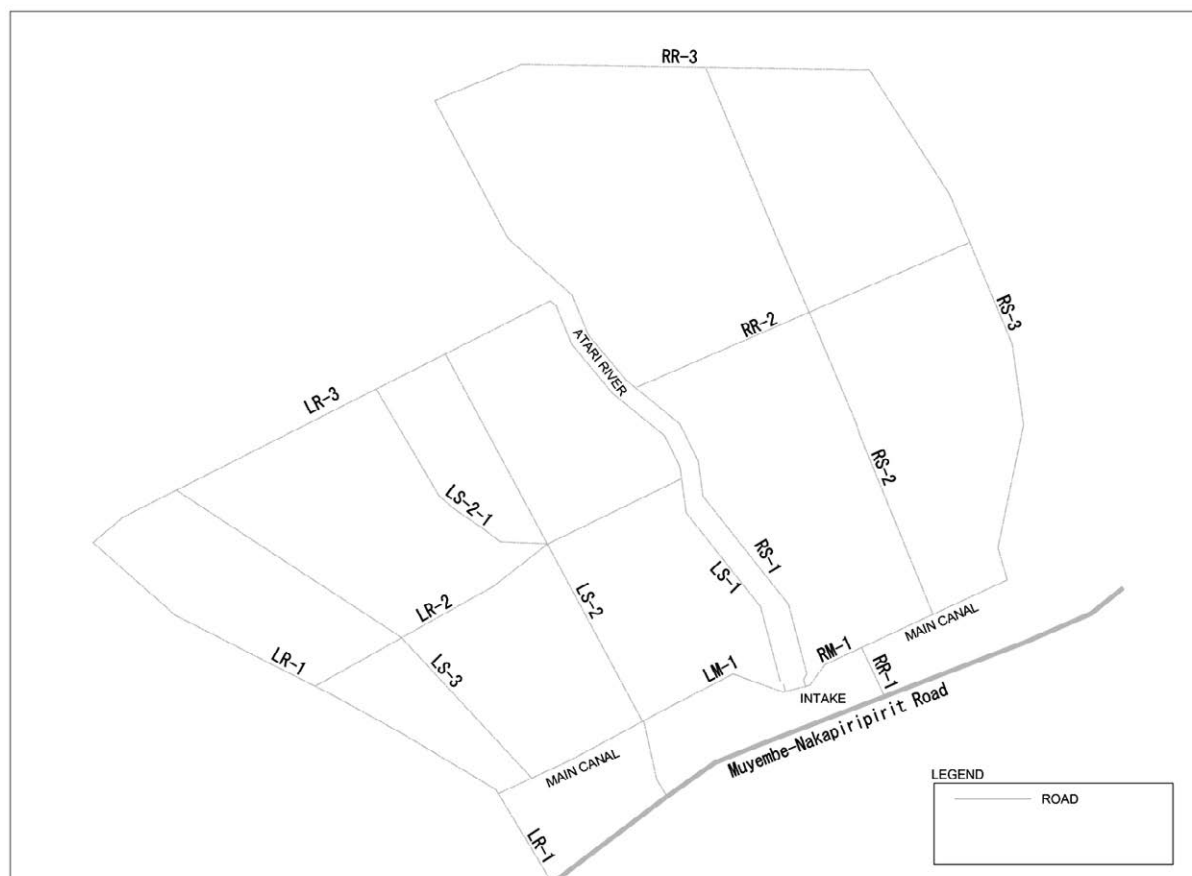 RR-3
RS-3
RR-2
ATARI RIVER
LR-3
RS-2
LS-2-1
RS-1
LS-1
LS-2
LR-2
MAIN CANAL
RM-1
LR-1
LS-3
LM-1
RR-1
INTAKE
Muyembe-Nakapiripirit Road
MAIN CANAL
LEGEND
ROAD
LR-1